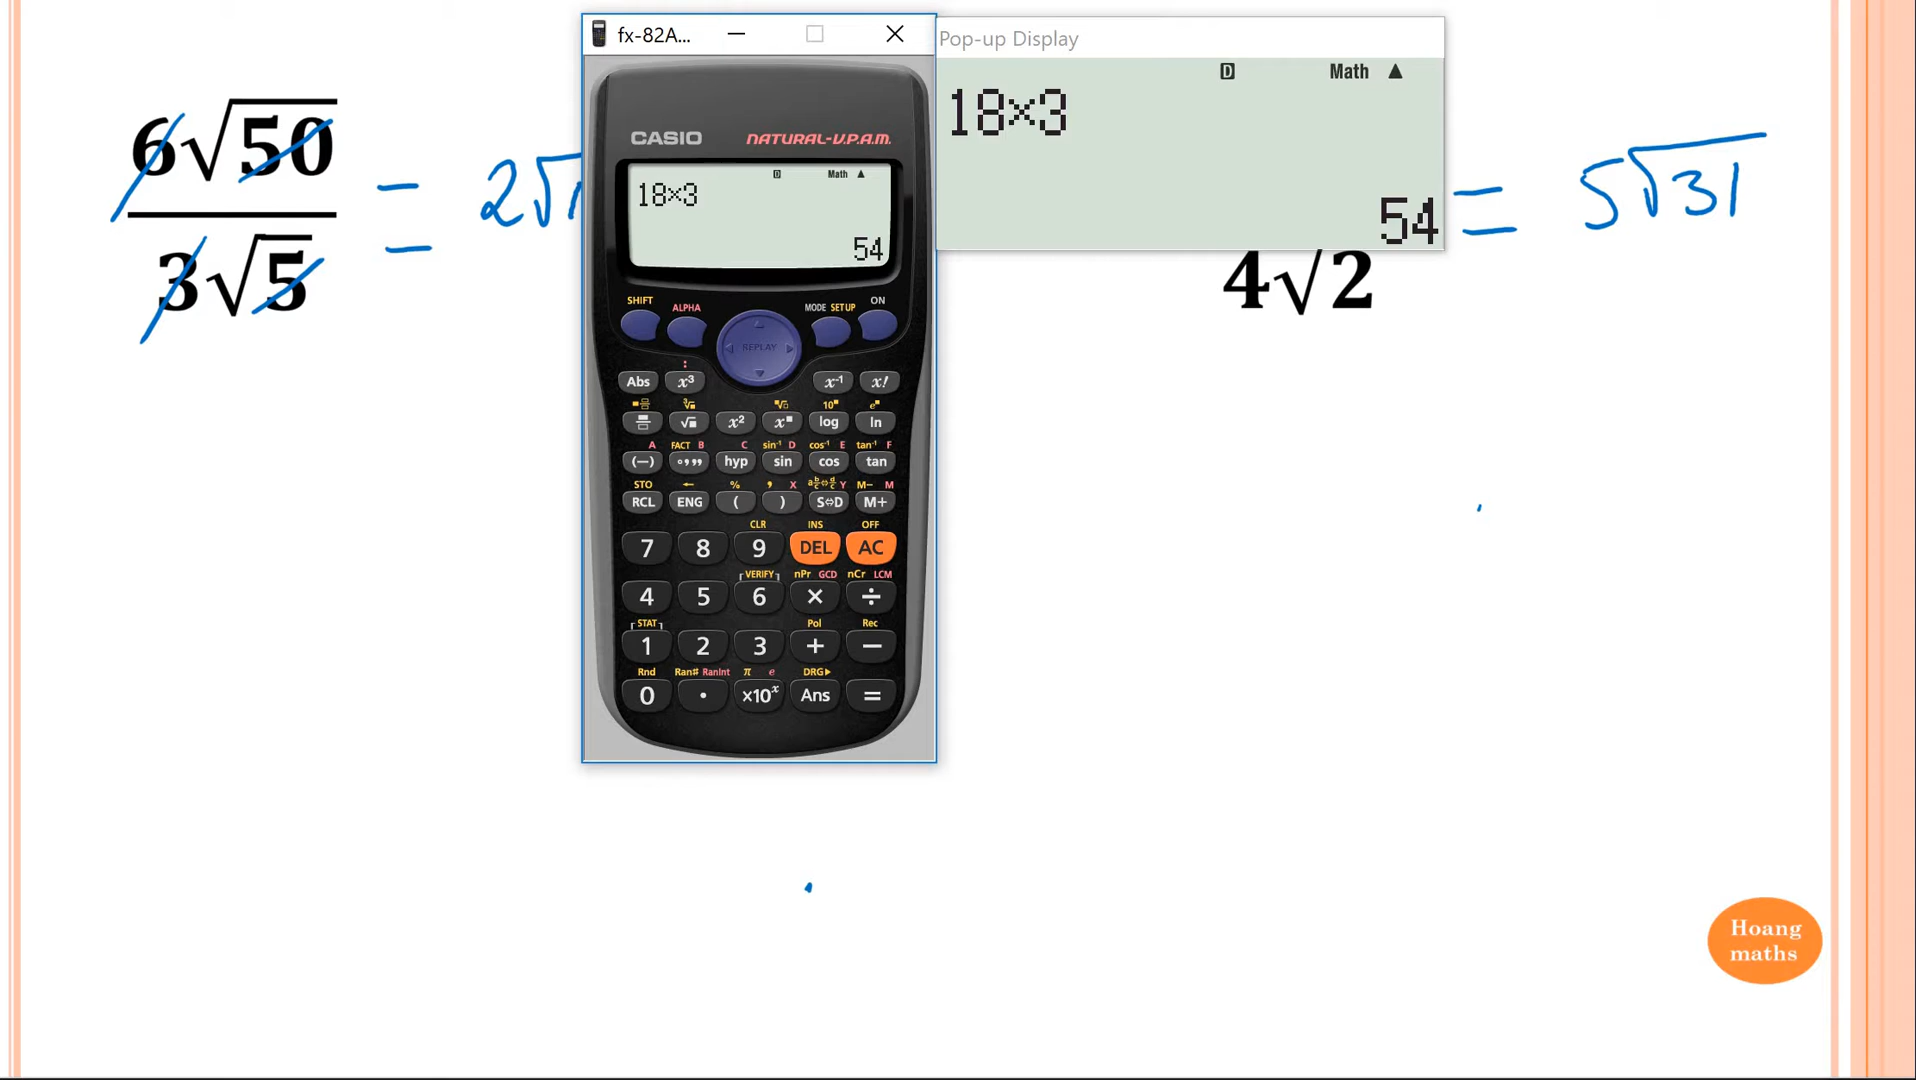 fx-82A...
Pop-up Display
D Math ▲
18×3
54
6√50
3√5
=
2√1
4√2
= 5√31
CASIO NATURAL-V.P.A.M.
D Math ▲
18×3
54
SHIFT ALPHA MODE SETUP ON
REPLAY
:
Abs x³ x⁻¹ x!
³√■ ■√□ 10■ e■
√■ x² x■ log ln
A FACT B C sin⁻¹ D cos⁻¹ E tan⁻¹ F
(−) °,,, hyp sin cos tan
STO ← % , X a b/c⇔d/c Y M− M
RCL ENG ( ) S⇔D M+
CLR INS OFF
7 8 9 DEL AC
VERIFY nPr GCD nCr LCM
4 5 6 × ÷
STAT Pol Rec
1 2 3 + −
Rnd Ran# RanInt π e DRG▶
0 • ×10ˣ Ans =
Hoang
maths